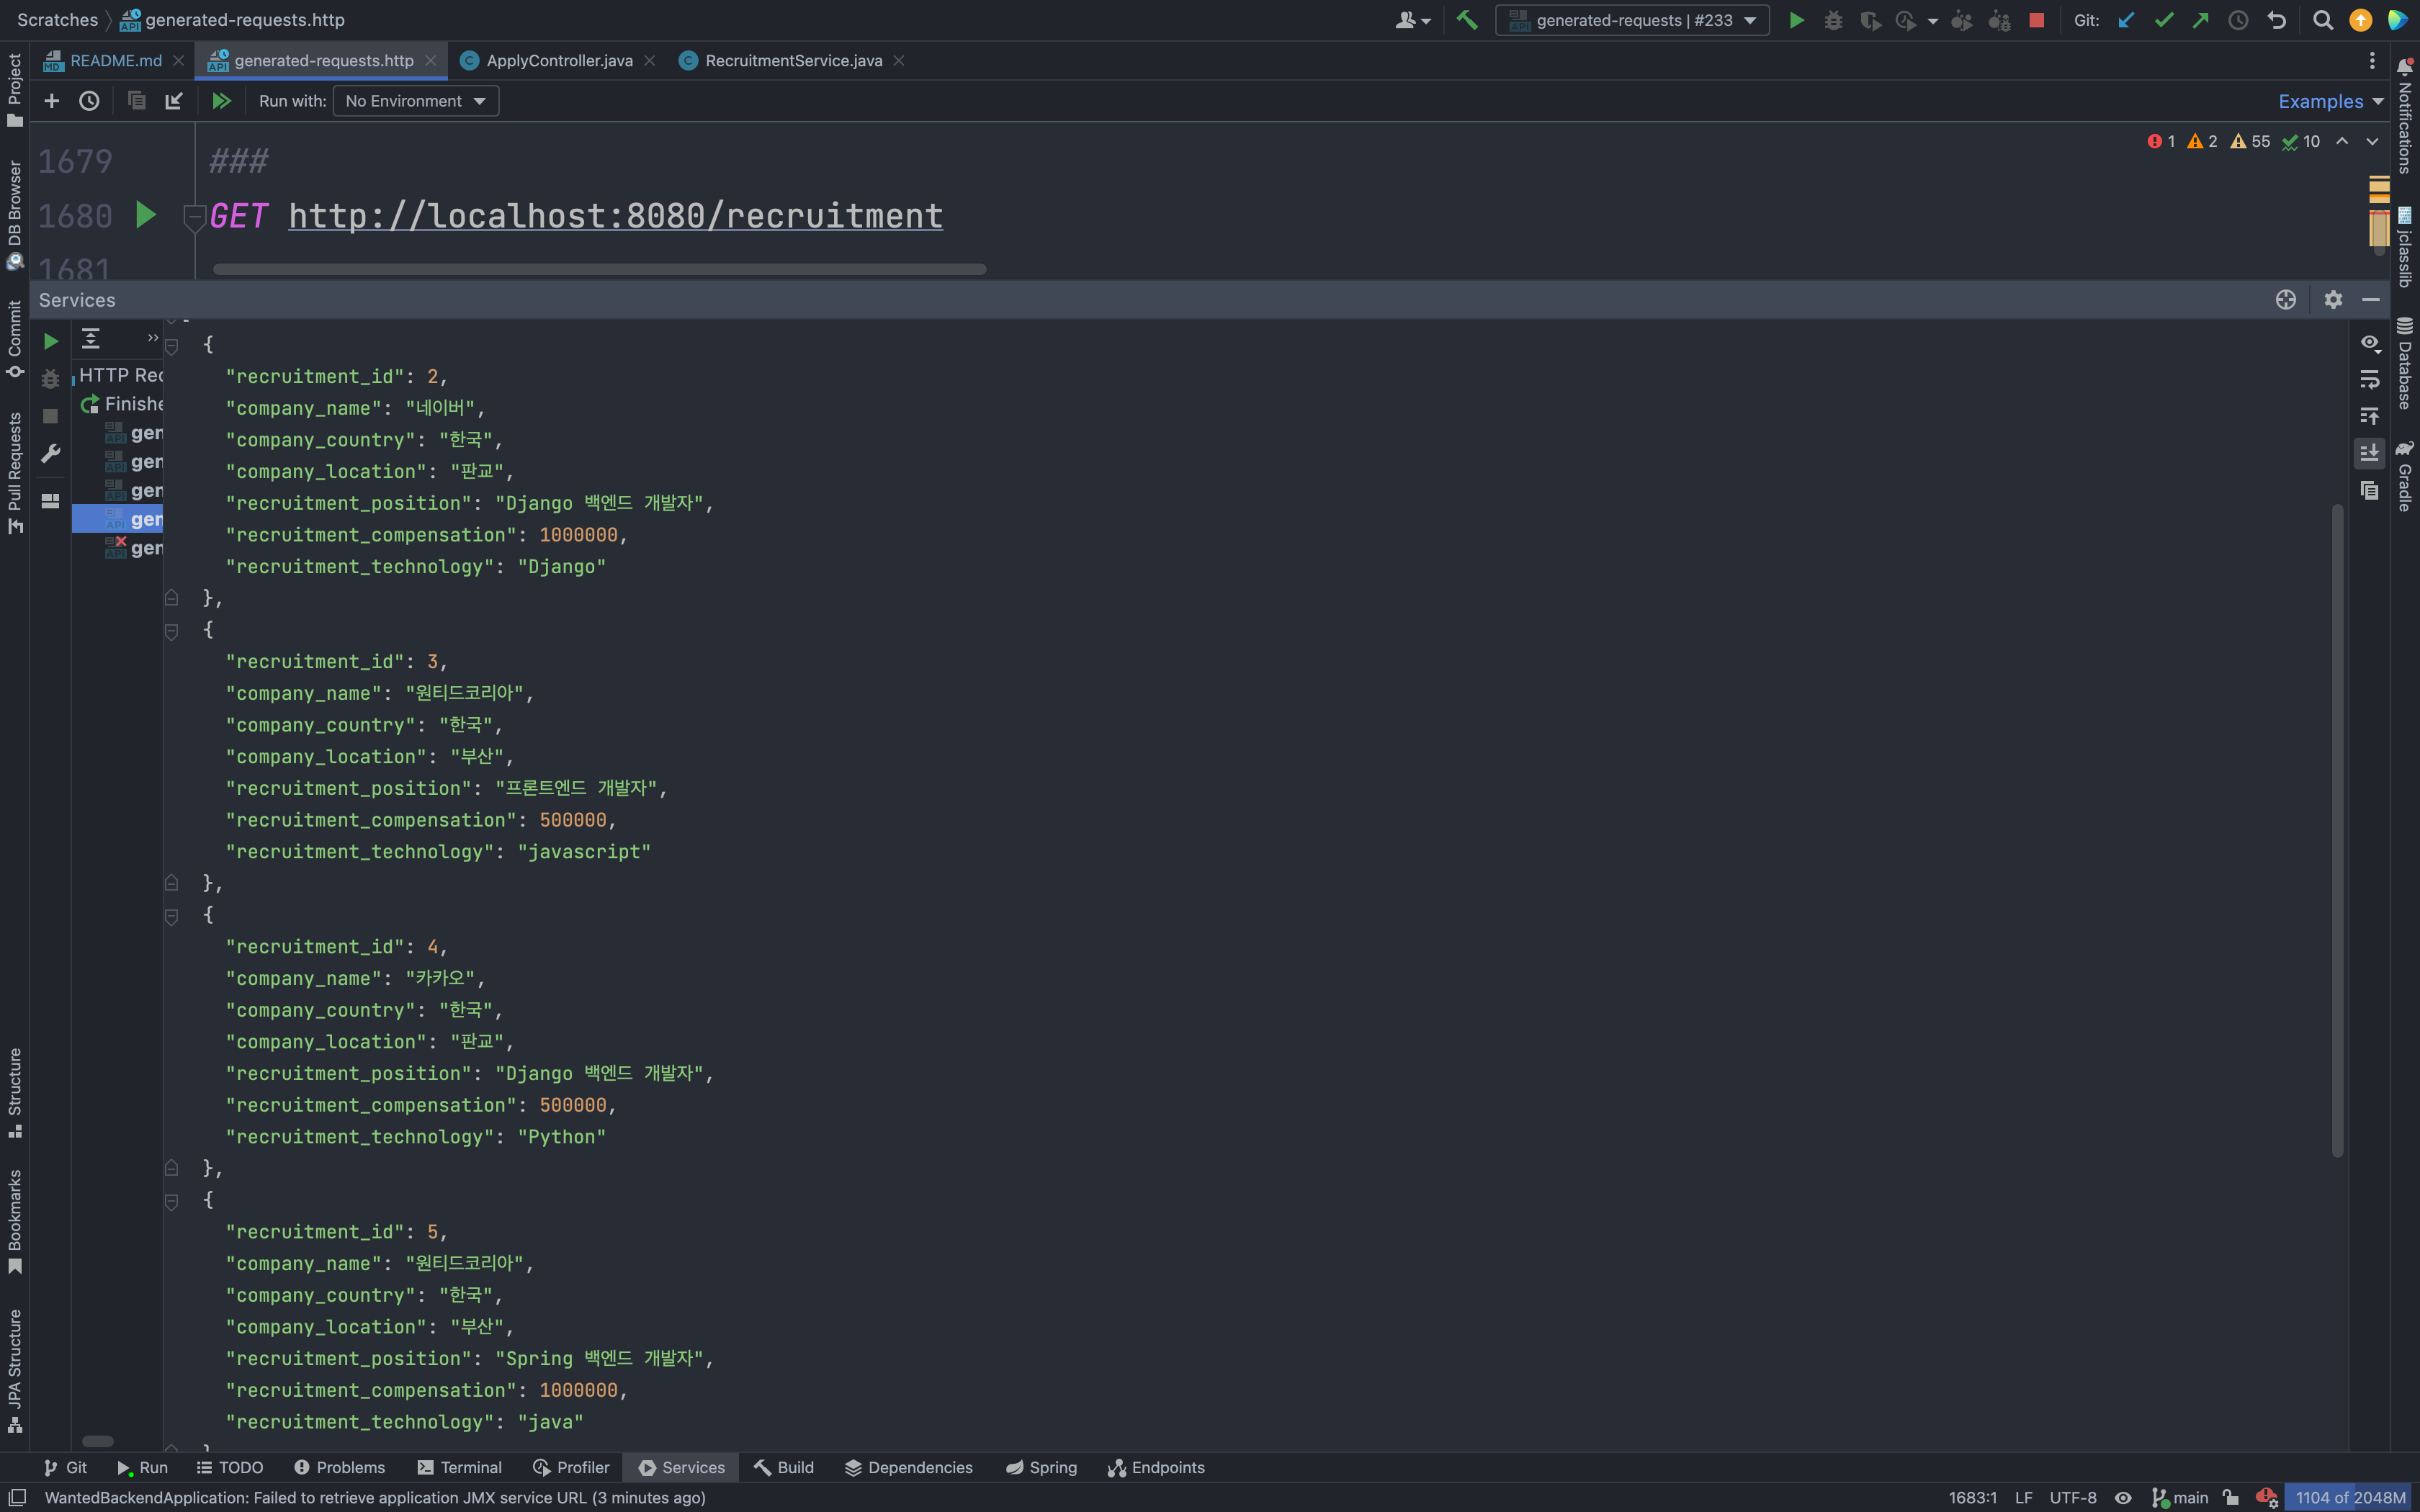 Scratches generated-requests.http
generated-requests | #233
Git:
README.md generated-requests.http ApplyController.java RecruitmentService.java
Run with: No Environment
Examples
1 2 55 10
1679 ###
1680 GET http://localhost:8080/recruitment
1681
Services
{
"recruitment_id": 2,
"company_name": "네이버",
"company_country": "한국",
"company_location": "판교",
"recruitment_position": "Django 백엔드 개발자",
"recruitment_compensation": 1000000,
"recruitment_technology": "Django"
},
{
"recruitment_id": 3,
"company_name": "원티드코리아",
"company_country": "한국",
"company_location": "부산",
"recruitment_position": "프론트엔드 개발자",
"recruitment_compensation": 500000,
"recruitment_technology": "javascript"
},
{
"recruitment_id": 4,
"company_name": "카카오",
"company_country": "한국",
"company_location": "판교",
"recruitment_position": "Django 백엔드 개발자",
"recruitment_compensation": 500000,
"recruitment_technology": "Python"
},
{
"recruitment_id": 5,
"company_name": "원티드코리아",
"company_country": "한국",
"company_location": "부산",
"recruitment_position": "Spring 백엔드 개발자",
"recruitment_compensation": 1000000,
"recruitment_technology": "java"
HTTP Rec
Finishe
gen
gen
gen
gen
gen
Project
DB Browser
Commit
Pull Requests
Structure
Bookmarks
JPA Structure
Notifications
jclasslib
Database
Gradle
Git Run TODO Problems Terminal Profiler Services Build Dependencies Spring Endpoints
WantedBackendApplication: Failed to retrieve application JMX service URL (3 minutes ago)
1683:1 LF UTF-8 main 1104 of 2048M